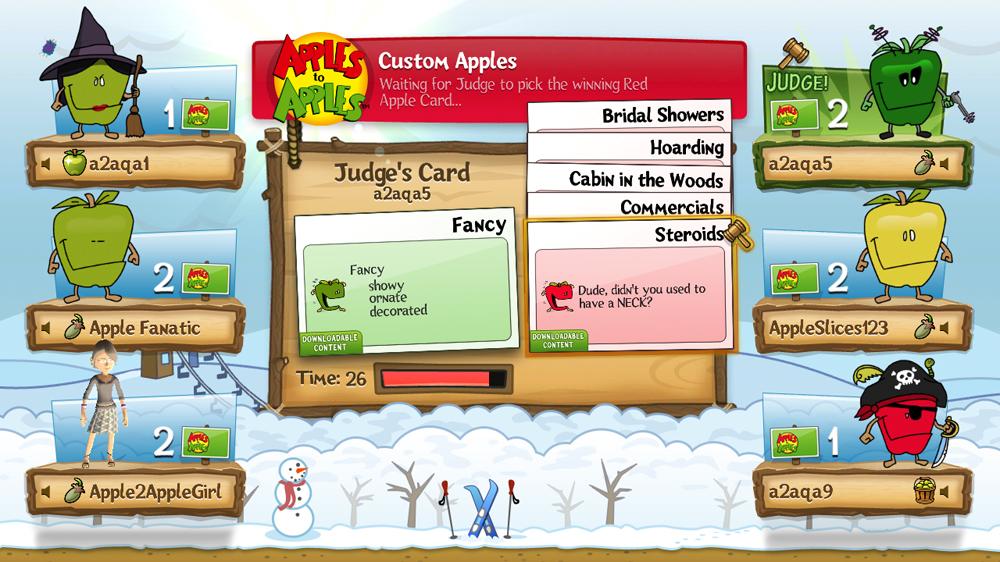 APPLES
to
APPLES
TM
Custom Apples
Waiting for Judge to pick the winning Red
Apple Card...
1
a2aqa1
2
Apple Fanatic
2
Apple2AppleGirl
Judge's Card
a2aqa5
Fancy
Fancy
showy
ornate
decorated
DOWNLOADABLE
CONTENT
Time: 26
Bridal Showers
Hoarding
Cabin in the Woods
Commercials
Steroids
Dude, didn't you used to
have a NECK?
DOWNLOADABLE
CONTENT
JUDGE!
2
a2aqa5
2
AppleSlices123
1
a2aqa9